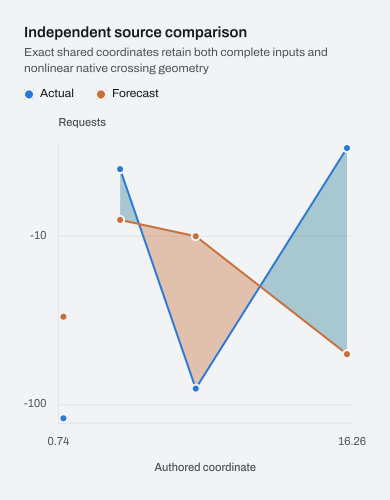 Independent source comparison
Exact shared coordinates retain both complete inputs and
nonlinear native crossing geometry
Actual Forecast
Requests
-10
-100
0.74 16.26
Authored coordinate